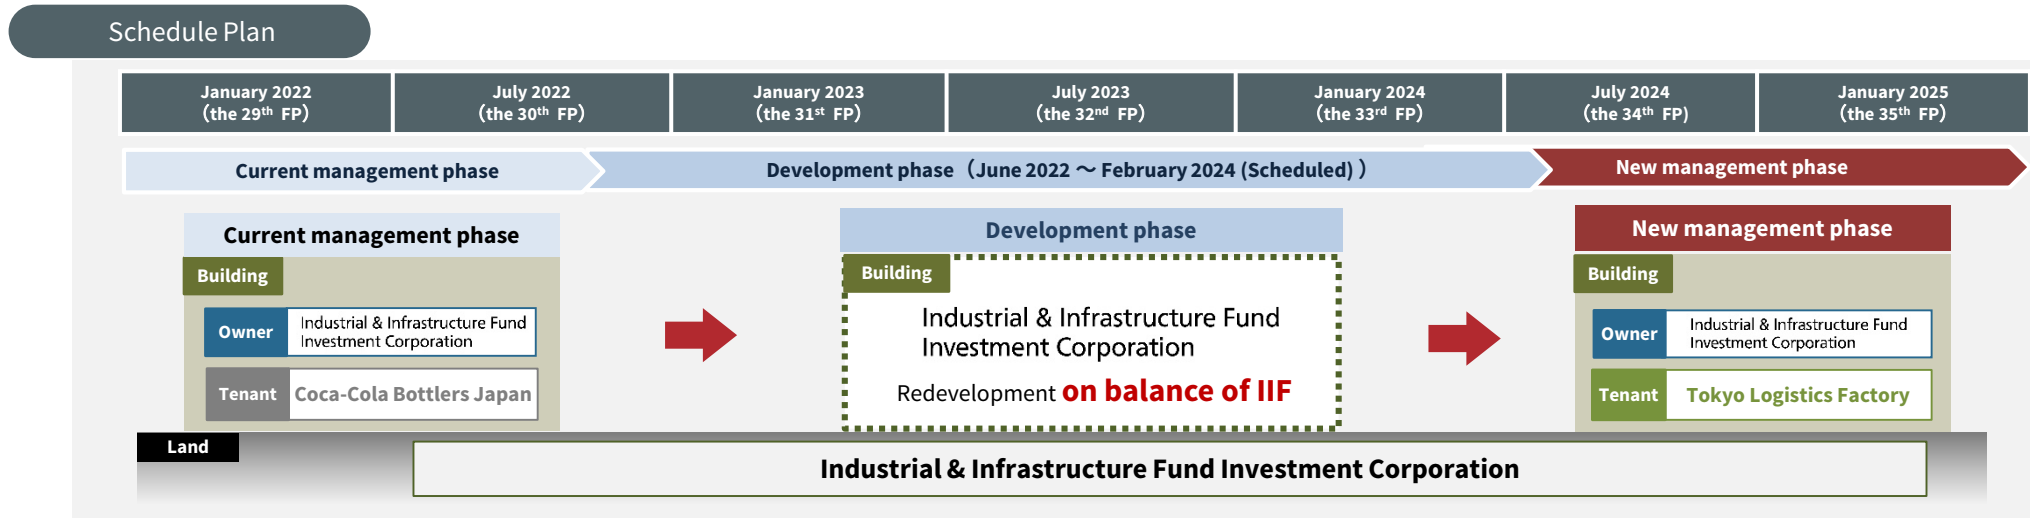 Schedule Plan
January 2022
（the 29th FP）
July 2022
（the 30th FP）
January 2023
（the 31st FP）
July 2023
（the 32nd FP）
January 2024
（the 33rd FP）
July 2024
（the 34th FP)
January 2025
（the 35th FP）
Current management phase
Development phase（June 2022 ～ February 2024 (Scheduled) ）
New management phase
Current management phase
Building
Owner
Industrial & Infrastructure Fund
Investment Corporation
Tenant
Coca-Cola Bottlers Japan
Development phase
Building
Industrial & Infrastructure Fund
Investment Corporation
Redevelopment on balance of IIF
New management phase
Building
Owner
Industrial & Infrastructure Fund
Investment Corporation
Tenant
Tokyo Logistics Factory
Land
Industrial & Infrastructure Fund Investment Corporation